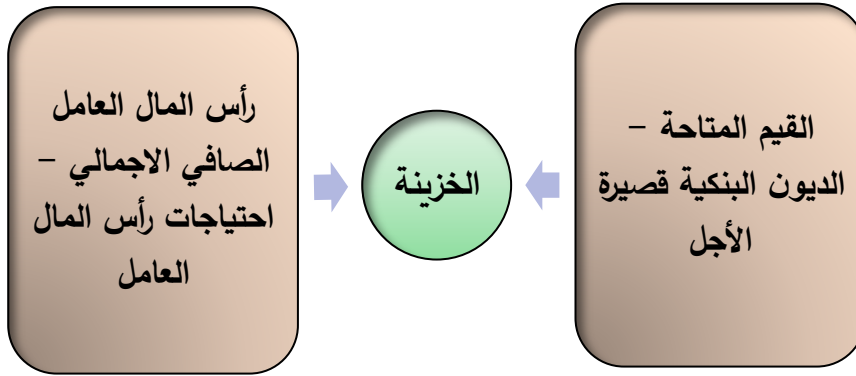 القيم المتاحة –
الديون البنكية قصيرة
الأجل
الخزينة
رأس المال العامل
الصافي الاجمالي –
احتياجات رأس المال
العامل